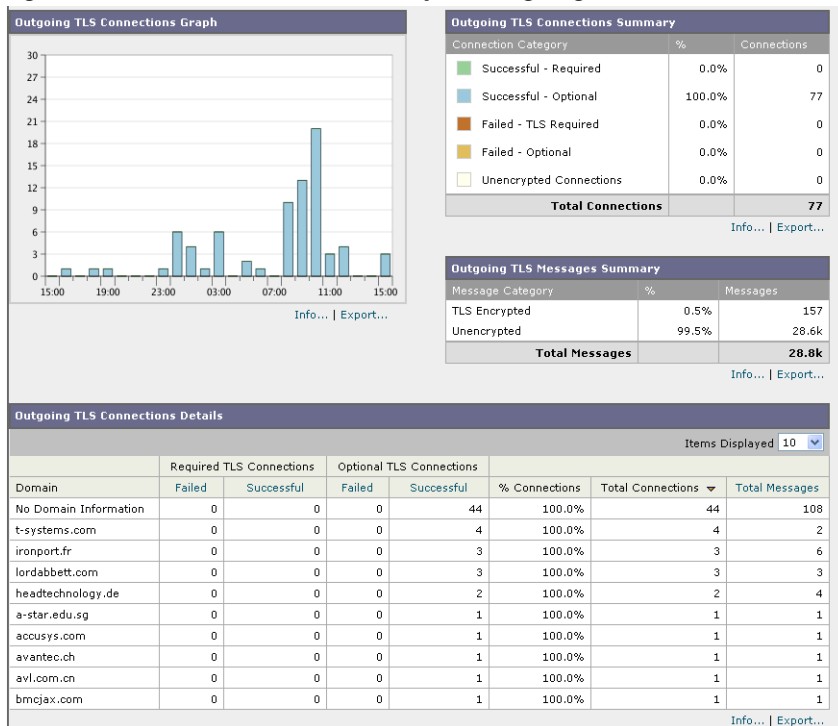 Outgoing TLS Connections Graph
30
27
24
21
18
15
12
9
6
3
0
15:00 19:00 23:00 03:00 07:00 11:00 15:00
Info... | Export...
Outgoing TLS Connections Summary
Connection Category % Connections
Successful - Required 0.0% 0
Successful - Optional 100.0% 77
Failed - TLS Required 0.0% 0
Failed - Optional 0.0% 0
Unencrypted Connections 0.0% 0
Total Connections 77
Info... | Export...
Outgoing TLS Messages Summary
Message Category % Messages
TLS Encrypted 0.5% 157
Unencrypted 99.5% 28.6k
Total Messages 28.8k
Info... | Export...
Outgoing TLS Connections Details
Items Displayed 10
Required TLS Connections Optional TLS Connections
Domain Failed Successful Failed Successful % Connections Total Connections Total Messages
No Domain Information 0 0 0 44 100.0% 44 108
t-systems.com 0 0 0 4 100.0% 4 2
ironport.fr 0 0 0 3 100.0% 3 6
lordabbett.com 0 0 0 3 100.0% 3 3
headtechnology.de 0 0 0 2 100.0% 2 4
a-star.edu.sg 0 0 0 1 100.0% 1 1
accusys.com 0 0 0 1 100.0% 1 1
avantec.ch 0 0 0 1 100.0% 1 1
avl.com.cn 0 0 0 1 100.0% 1 1
bmcjax.com 0 0 0 1 100.0% 1 1
Info... | Export...